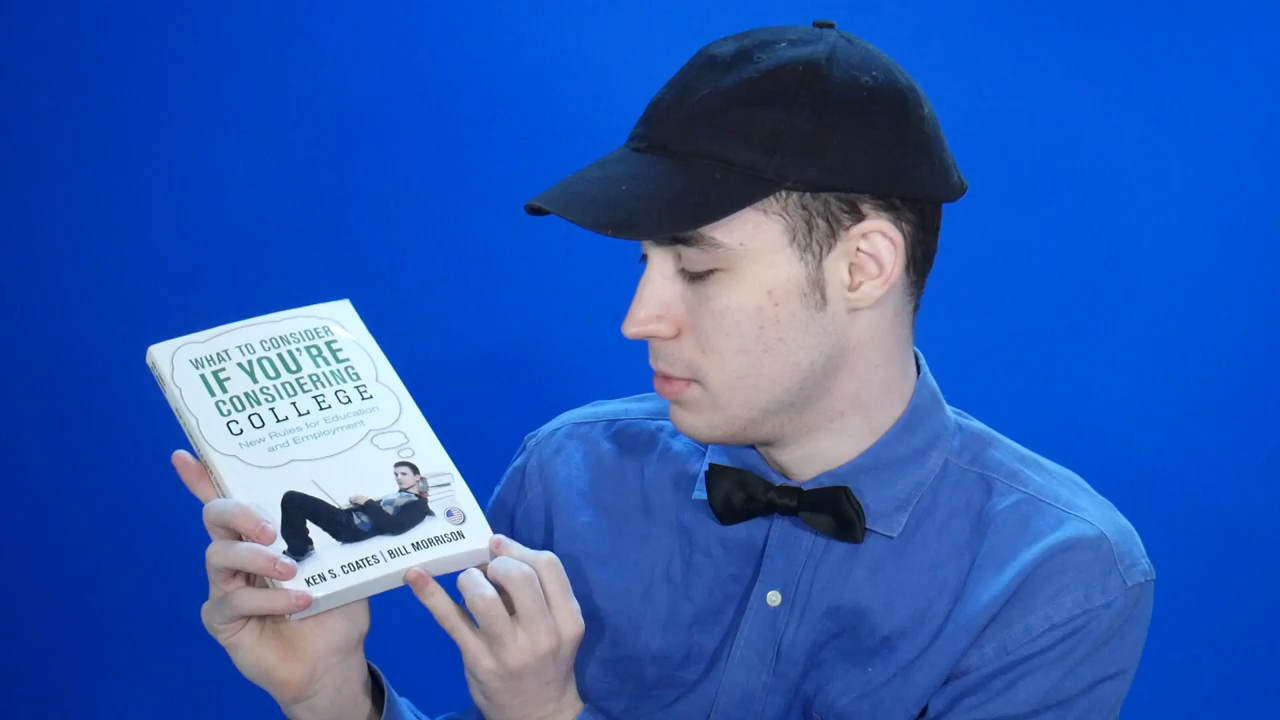 WHAT TO CONSIDER
IF YOU'RE
CONSIDERING
COLLEGE
New Rules for Education
and Employment
KEN S. COATES | BILL MORRISON